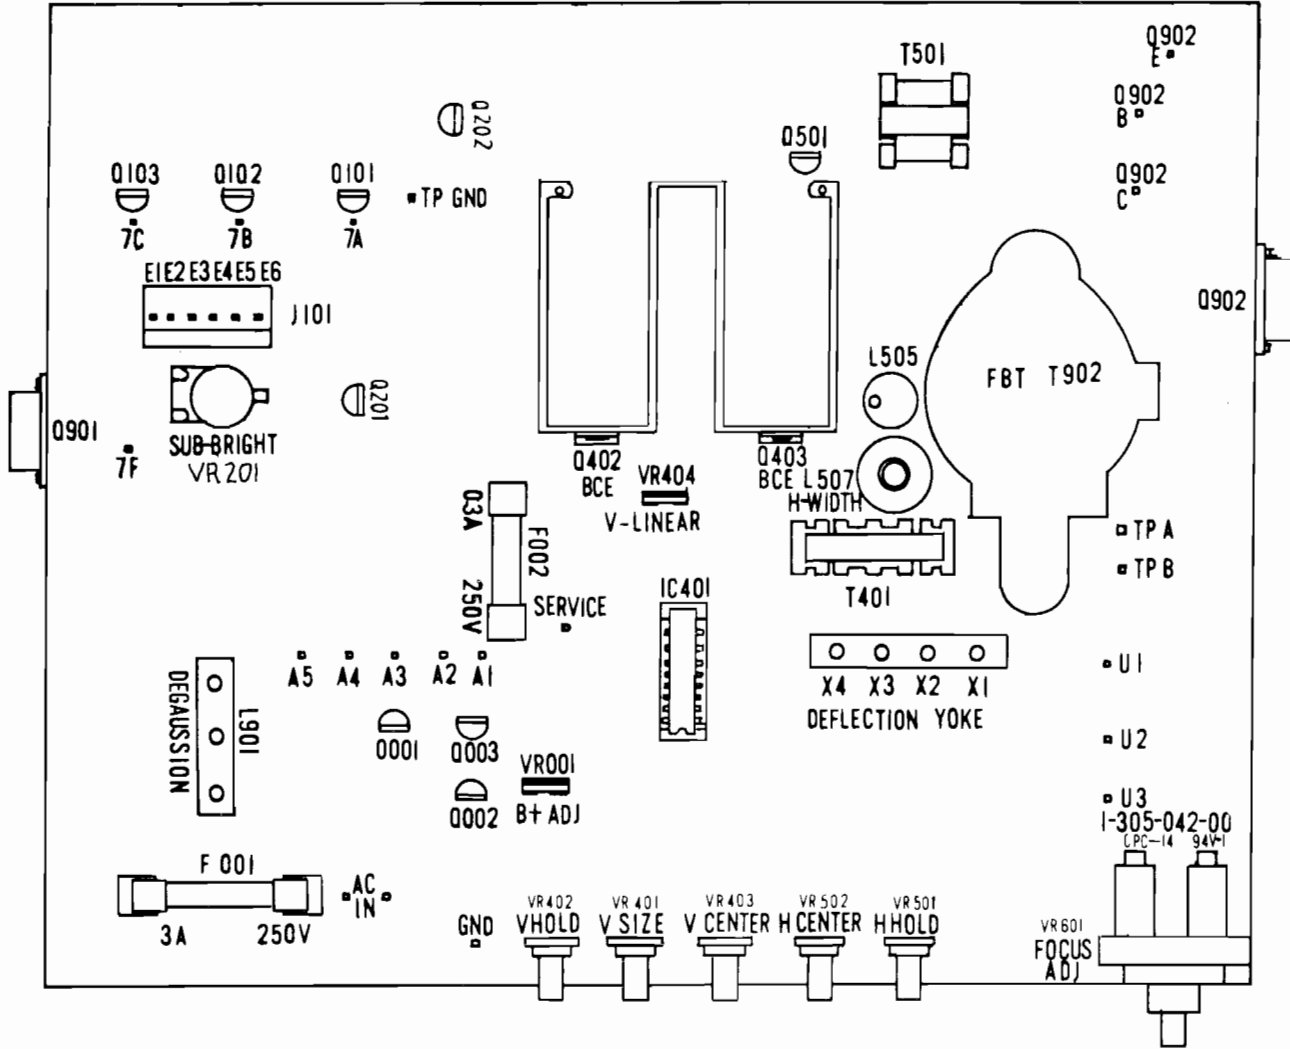 T501
Q902
E
Q902
B
Q202
Q501
Q103
Q102
Q101
TP GND
Q902
C
7C
7B
7A
E1 E2 E3 E4 E5 E6
J101
Q902
L505
FBT T902
Q901
SUB-BRIGHT
VR201
Q201
7F
Q402
BCE
VR404
V-LINEAR
Q403
BCE
L507
H-WIDTH
Q3A
F002
250V
SERVICE
IC401
T401
TP A
TP B
A5 A4 A3 A2 A1
X4 X3 X2 X1
DEFLECTION YOKE
U1
U2
U3
DEGAUSSION
L901
Q001
Q003
Q002
VR001
B+ ADJ
1-305-042-00
CPC-14 94V-1
F 001
3A 250V
AC
IN
GND
VR402
V HOLD
VR401
V SIZE
VR403
V CENTER
VR502
H CENTER
VR501
H HOLD
VR601
FOCUS
ADJ